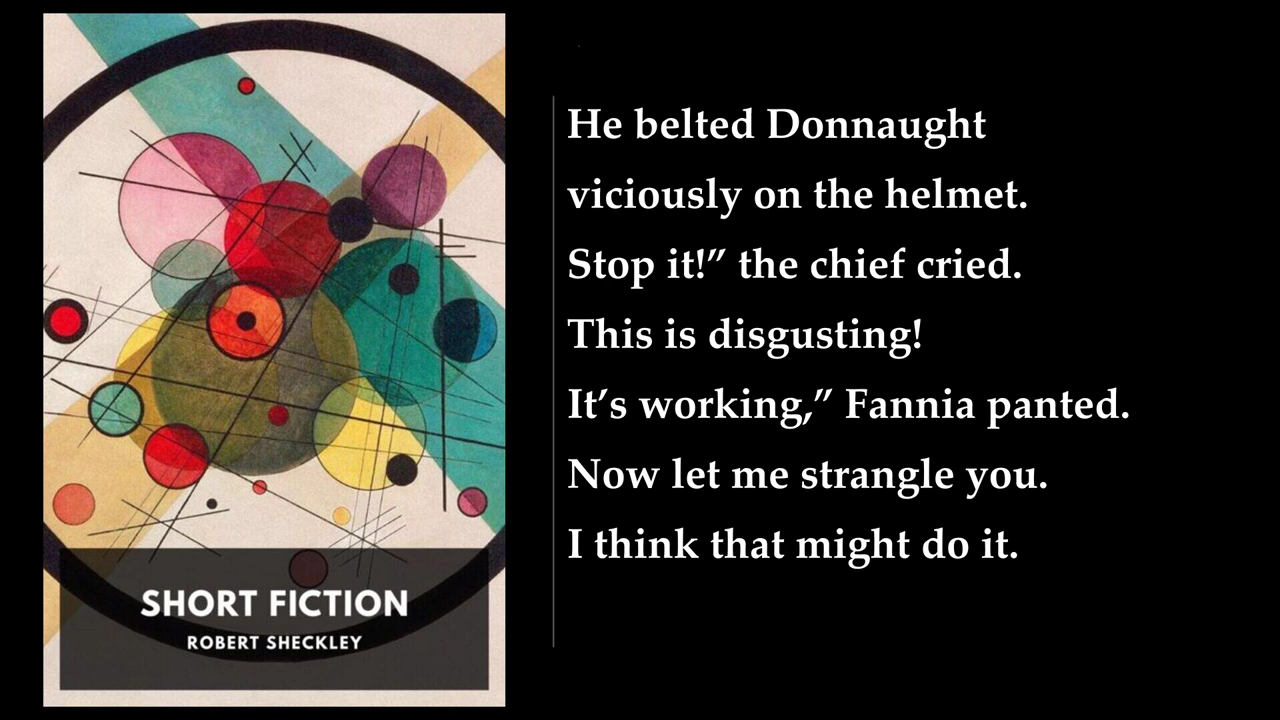 SHORT FICTION
ROBERT SHECKLEY
He belted Donnaught
viciously on the helmet.
Stop it!” the chief cried.
This is disgusting!
It’s working,” Fannia panted.
Now let me strangle you.
I think that might do it.